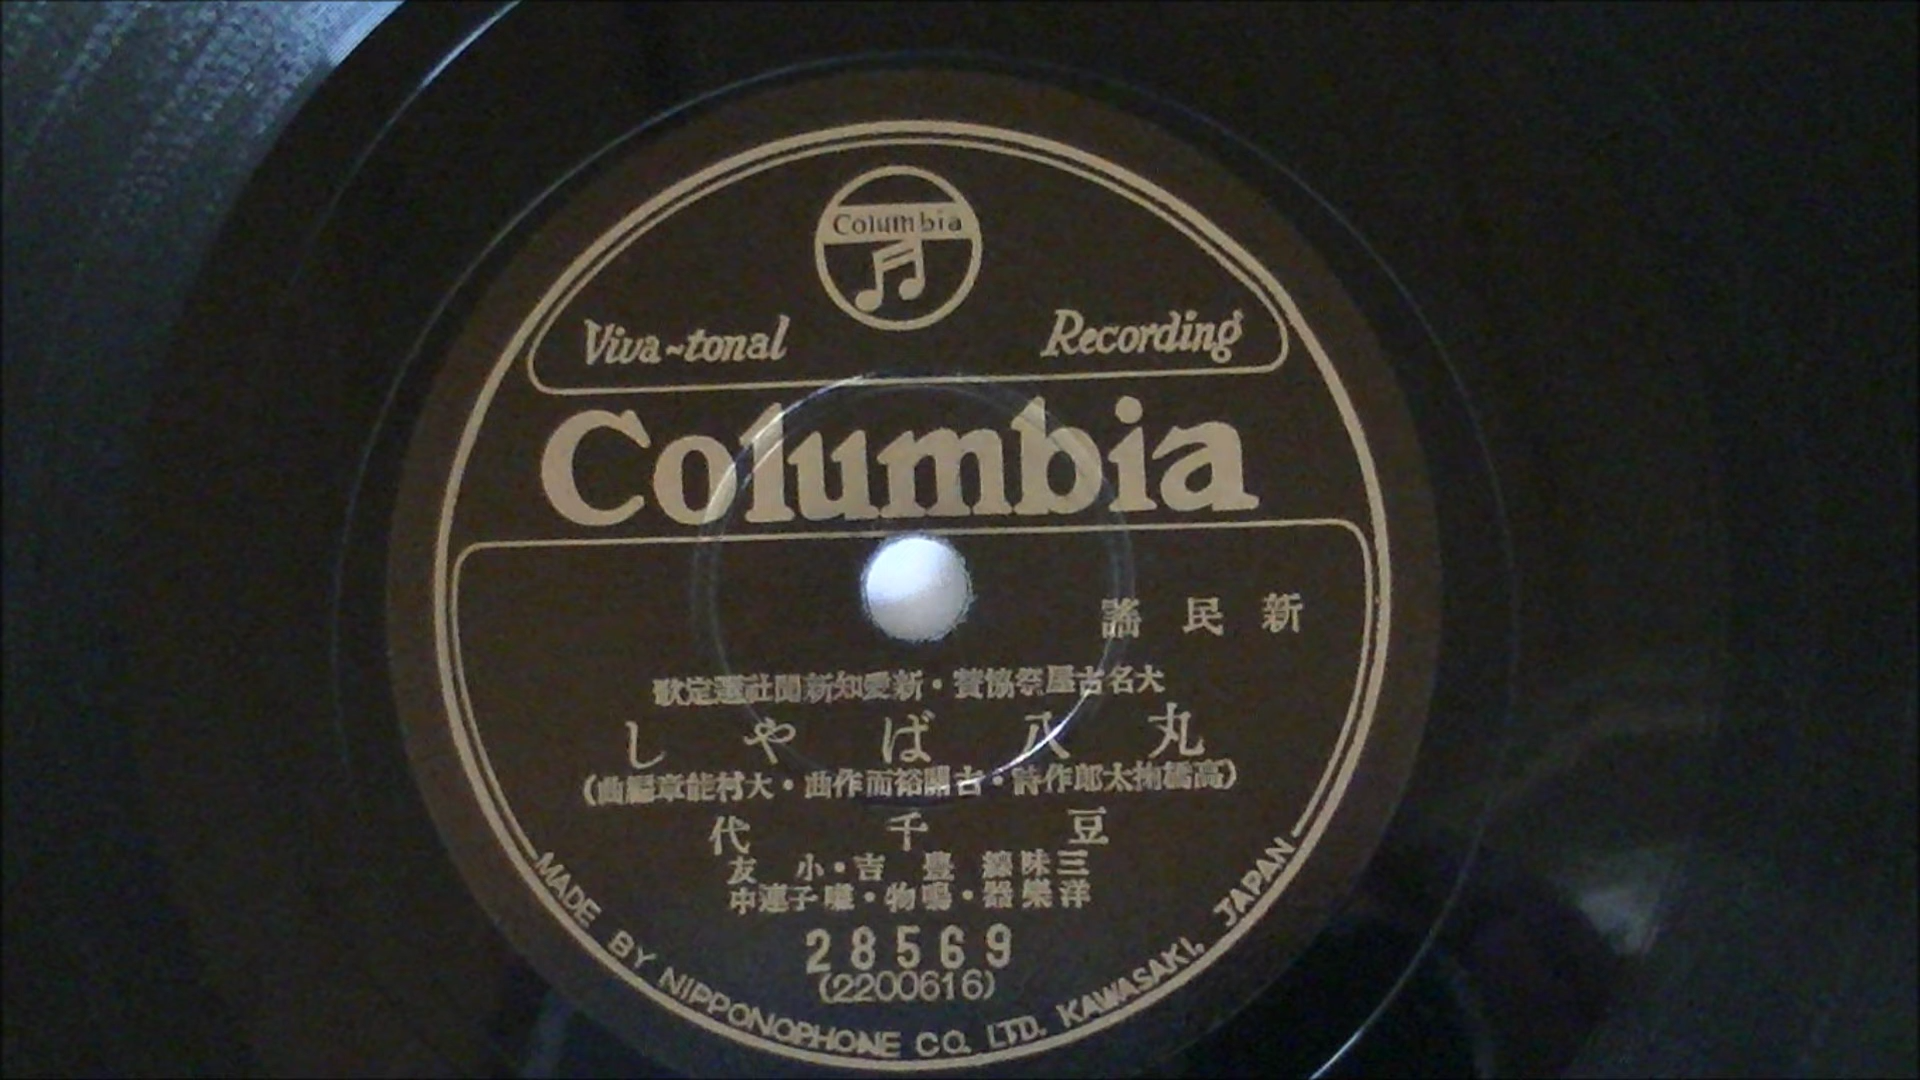 Columbia
Viva-tonal Recording
Columbia
新民謠
大名古屋祭協賛・新愛知新聞社選定歌
丸八ばやし
(高橋掬太郎作詩・古關裕而作曲・大村能章編曲)
豆千代
三味線 豊吉・小友
洋樂器・鳴物・囃子連中
28569
(2200616)
MADE BY NIPPONOPHONE CO. LTD. KAWASAKI, JAPAN